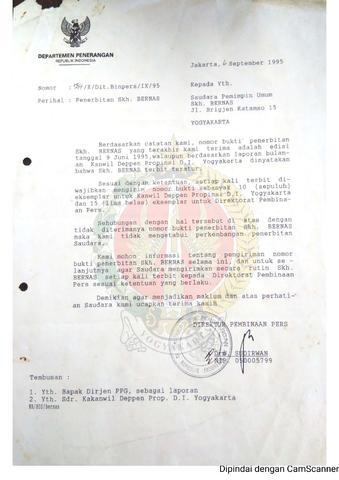 DEPARTEMEN PENERANGAN
REPUBLIK INDONESIA
Jakarta, 6 September 1995
Nomor : /K/Dit.Binpers/IX/95
Perihal : Penerbitan Skh. BERNAS
Kepada Yth.
Saudara Pemimpin Umum
Skh. BERNAS
Jl. Brigjen Katamso 15
YOGYAKARTA
Berdasarkan catatan kami, nomor bukti penerbitan
Skh. BERNAS yang terakhir kami terima adalah edisi
tanggal 9 Juni 1995, walaupun berdasarkan laporan bulan-
an Kanwil Deppen Propinsi D.I. Yogyakarta dinyatakan
bahwa Skh. BERNAS terbit teratur.
Sesuai dengan ketentuan, setiap kali terbit di-
wajibkan mengirim nomor bukti sebanyak 10 (sepuluh)
eksemplar untuk Kanwil Deppen Propinsi D.I. Yogyakarta
dan 15 (lima belas) eksemplar untuk Direktorat Pembina-
an Pers.
Sehubungan dengan hal tersebut di atas dengan
tidak diterimanya nomor bukti penerbitan Skh. BERNAS
maka kami tidak mengetahui perkembangan penerbitan
Saudara.
Kami mohon informasi tentang pengiriman nomor
bukti penerbitan Skh. BERNAS selama ini, dan untuk se-
lanjutnya agar Saudara mengirimkan secara rutin Skh.
BERNAS setiap kali terbit kepada Direktorat Pembinaan
Pers sesuai ketentuan yang berlaku.
Demikian agar menjadikan maklum dan atas perhati-
an Saudara kami ucapkan terima kasih.
DIREKTUR PEMBINAAN PERS
YOGYAKARTA
Drs. SUDIRWAN
NIP. 050005799
Tembusan :
1. Yth. Bapak Dirjen PPG, sebagai laporan
2. Yth. Sdr. Kakanwil Deppen Prop. D.I. Yogyakarta
Dipindai dengan CamScanner